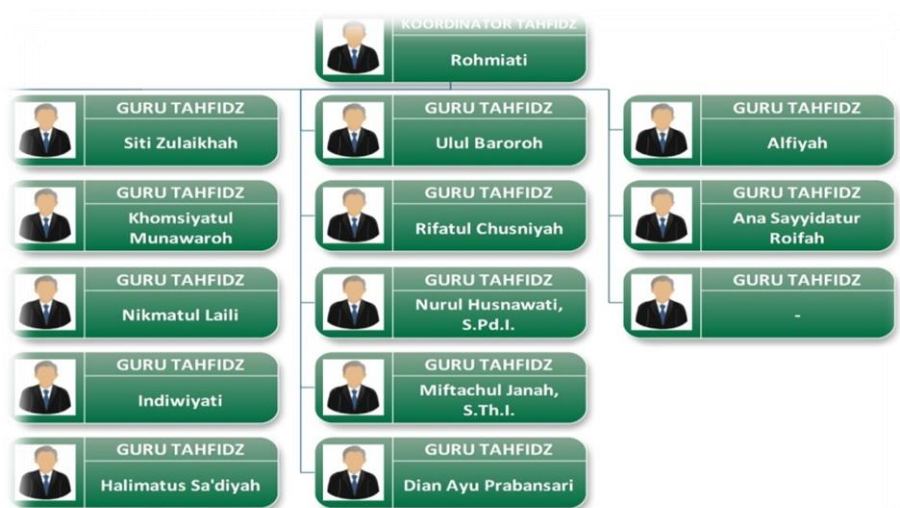 KOORDINATOR TAHFIDZ
Rohmiati
GURU TAHFIDZ
Siti Zulaikhah
GURU TAHFIDZ
Khomsiyatul
Munawaroh
GURU TAHFIDZ
Nikmatul Laili
GURU TAHFIDZ
Indiwiyati
GURU TAHFIDZ
Halimatus Sa'diyah
GURU TAHFIDZ
Ulul Baroroh
GURU TAHFIDZ
Rifatul Chusniyah
GURU TAHFIDZ
Nurul Husnawati,
S.Pd.I.
GURU TAHFIDZ
Miftachul Janah,
S.Th.I.
GURU TAHFIDZ
Dian Ayu Prabansari
GURU TAHFIDZ
Alfiyah
GURU TAHFIDZ
Ana Sayyidatur
Roifah
GURU TAHFIDZ
-